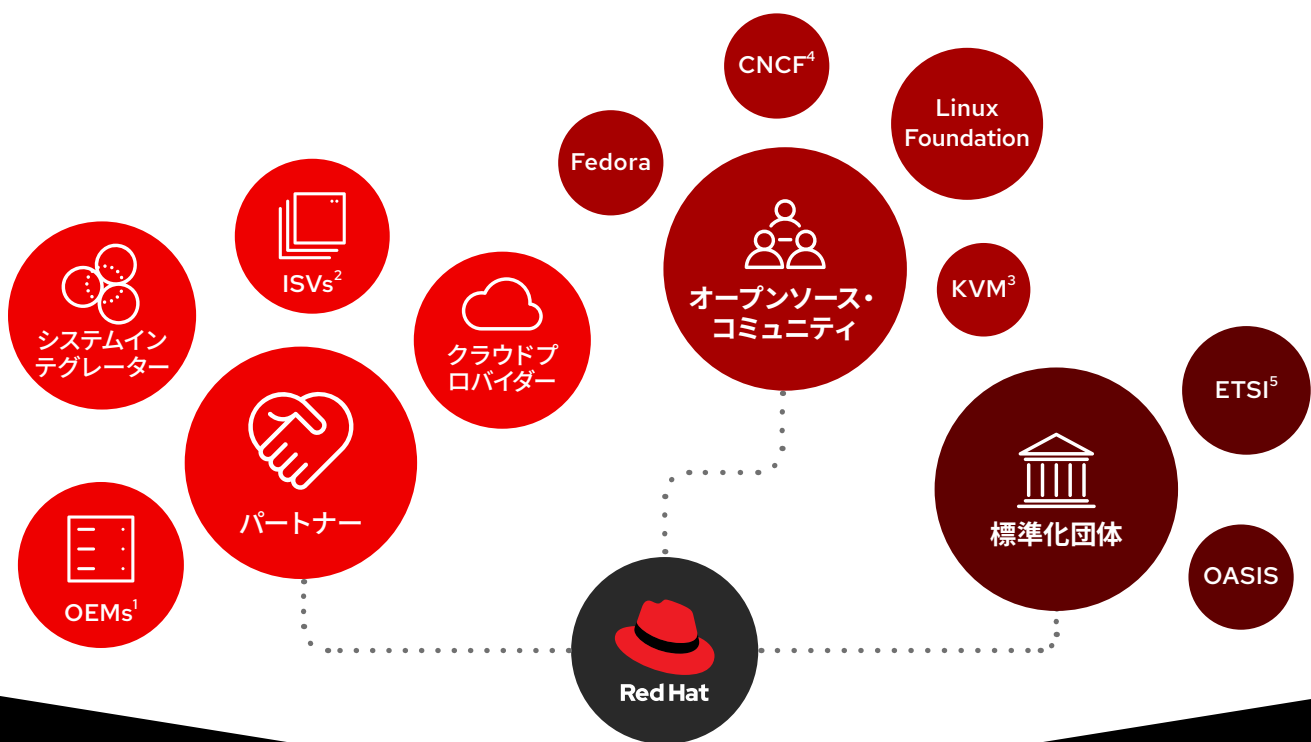 CNCF4
Linux
Foundation
Fedora
ISVs2
システムイン
テグレーター
クラウドプ
ロバイダー
オープンソース・
コミュニティ
KVM3
ETSI5
パートナー
標準化団体
OEMs1
OASIS
Red Hat